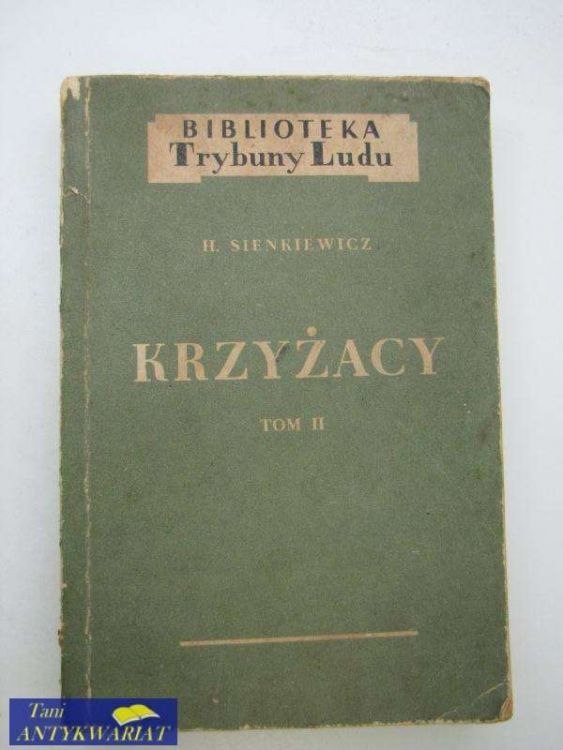 BIBLIOTEKA
Trybuny Ludu
H. SIENKIEWICZ
KRZYŻACY
TOM II
Tani
ANTYKWARIAT